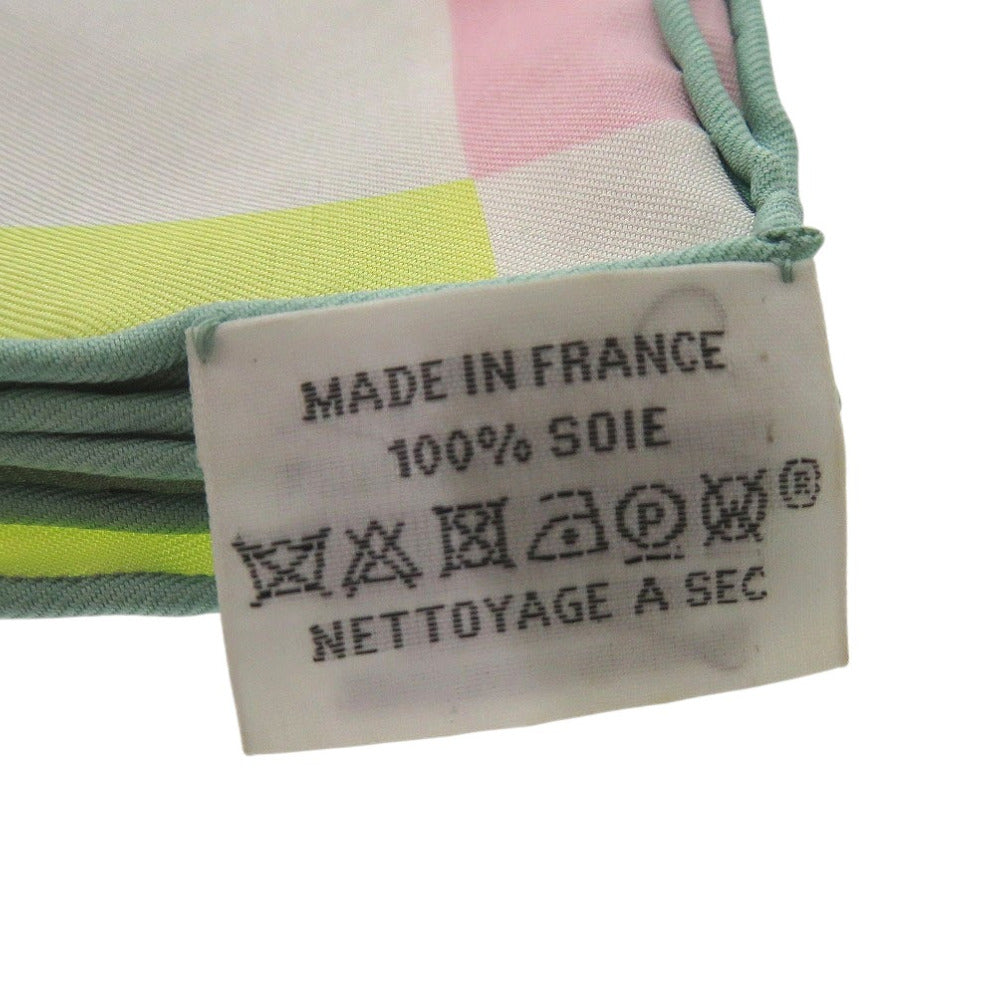 MADE IN FRANCE
100% SOIE
P W ®
NETTOYAGE A SEC